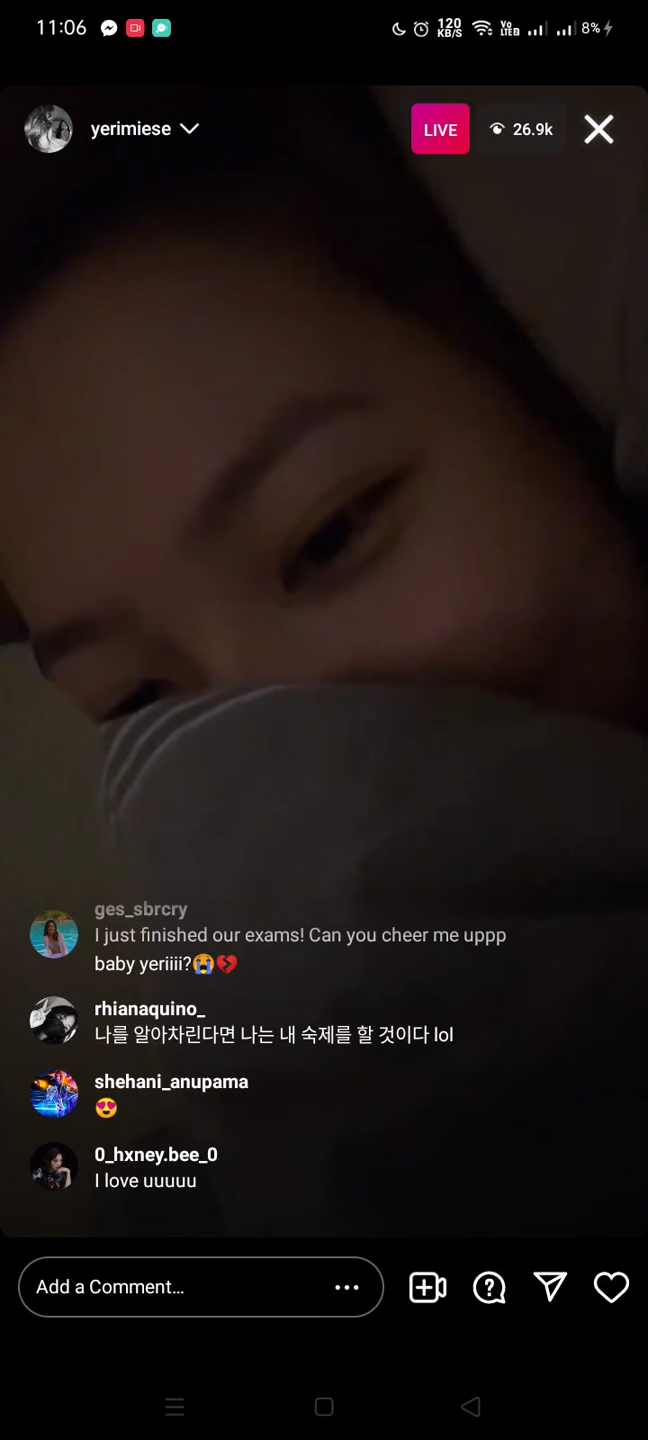 11:06
120
KB/S
Vo
LTE
8%
yerimiese
LIVE
26.9k
ges_sbrcry
I just finished our exams! Can you cheer me uppp
baby yeriiii?😭💔
rhianaquino_
나를 알아차린다면 나는 내 숙제를 할 것이다 lol
shehani_anupama
😍
0_hxney.bee_0
I love uuuuu
Add a Comment...